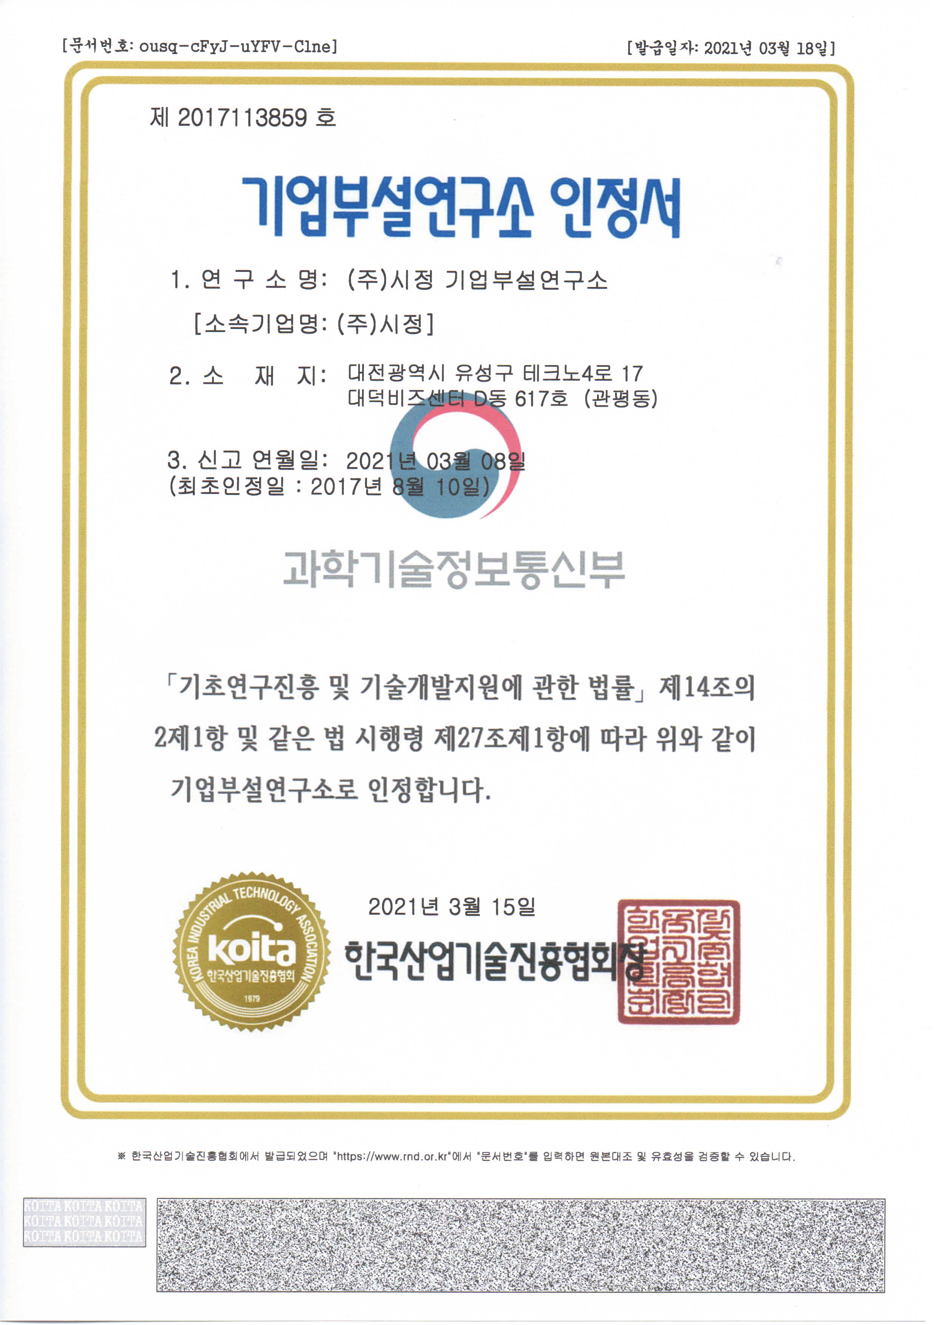 [문서번호: ousq-cFyJ-uYFV-Clne]
[발급일자: 2021년 03월 18일]
제 2017113859 호
기업부설연구소 인정서
1. 연 구 소 명: (주)시정 기업부설연구소
[소속기업명: (주)시정]
2. 소 재 지: 대전광역시 유성구 테크노4로 17
대덕비즈센터 D동 617호 (관평동)
3. 신고 연월일: 2021년 03월 08일
(최초인정일 : 2017년 8월 10일)
과학기술정보통신부
「기초연구진흥 및 기술개발지원에 관한 법률」 제14조의
2제1항 및 같은 법 시행령 제27조제1항에 따라 위와 같이
기업부설연구소로 인정합니다.
2021년 3월 15일
한국산업기술진흥협회장
KOREA INDUSTRIAL TECHNOLOGY ASSOCIATION
koita
한국산업기술진흥협회
1979
※ 한국산업기술진흥협회에서 발급되었으며 "https://www.rnd.or.kr"에서 "문서번호"를 입력하면 원본대조 및 유효성을 검증할 수 있습니다.
KOITA KOITA KOITA
KOITA KOITA KOITA
KOITA KOITA KOITA